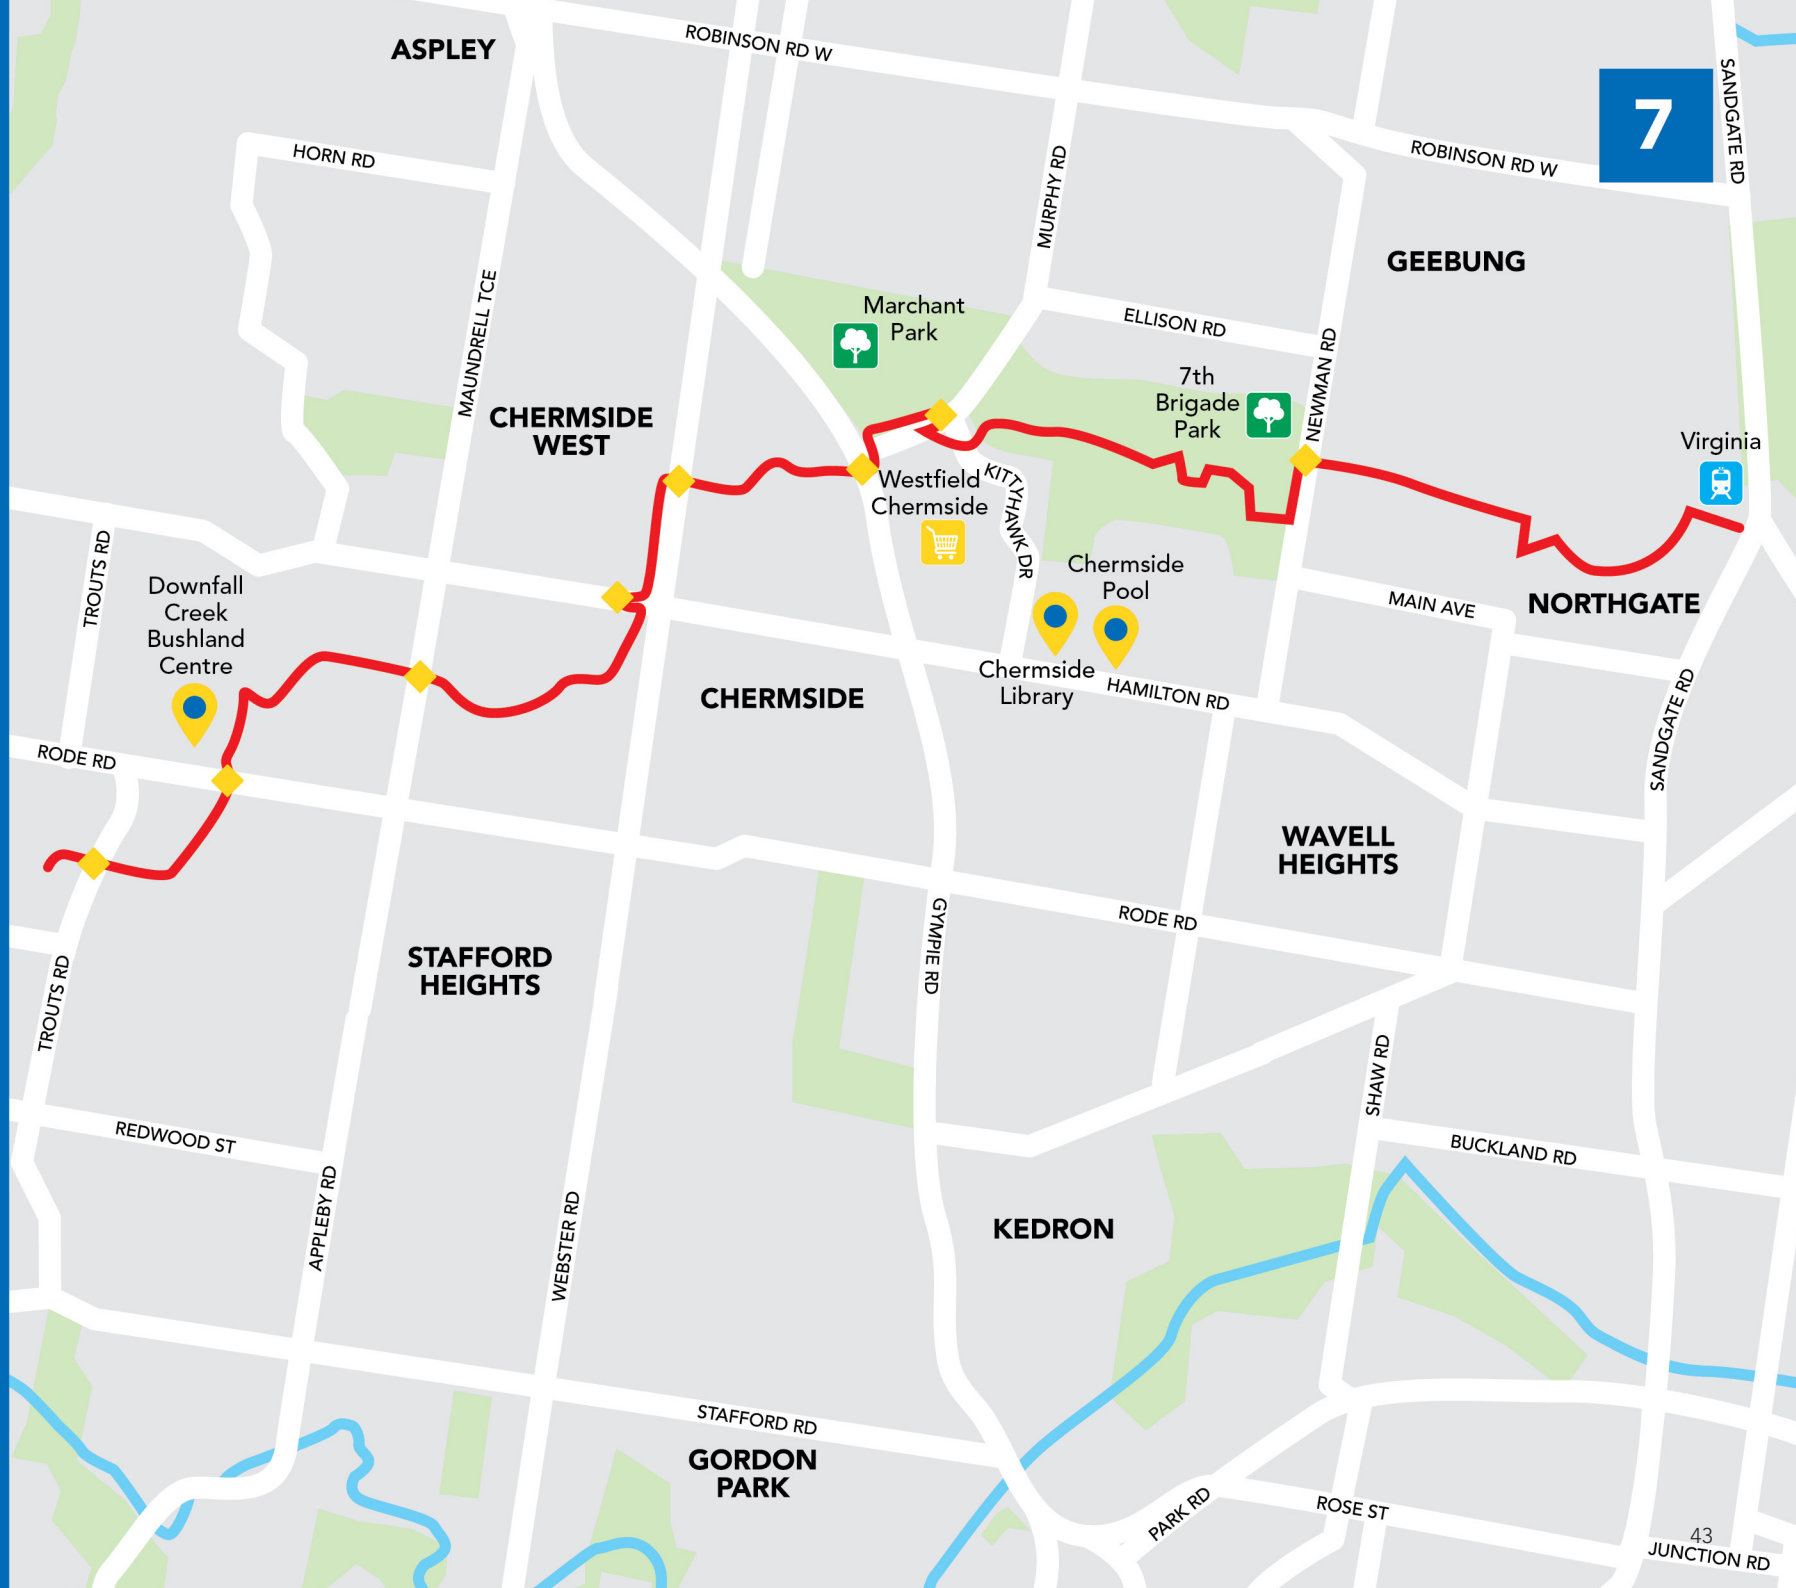 ASPLEY
ROBINSON RD W
SANDGATE RD
7
HORN RD
MURPHY RD
ROBINSON RD W
GEEBUNG
MAUNDRELL TCE
Marchant
Park
ELLISON RD
NEWMAN RD
7th
Brigade
Park
CHERMSIDE
WEST
Virginia
Westfield
Chermside
KITTYHAWK DR
TROUTS RD
Downfall
Creek
Bushland
Centre
Chermside
Pool
MAIN AVE
NORTHGATE
Chermside
Library
HAMILTON RD
CHERMSIDE
SANDGATE RD
RODE RD
WAVELL
HEIGHTS
RODE RD
GYMPIE RD
STAFFORD
HEIGHTS
TROUTS RD
SHAW RD
REDWOOD ST
BUCKLAND RD
APPLEBY RD
WEBSTER RD
KEDRON
STAFFORD RD
GORDON
PARK
PARK RD
ROSE ST
43
JUNCTION RD